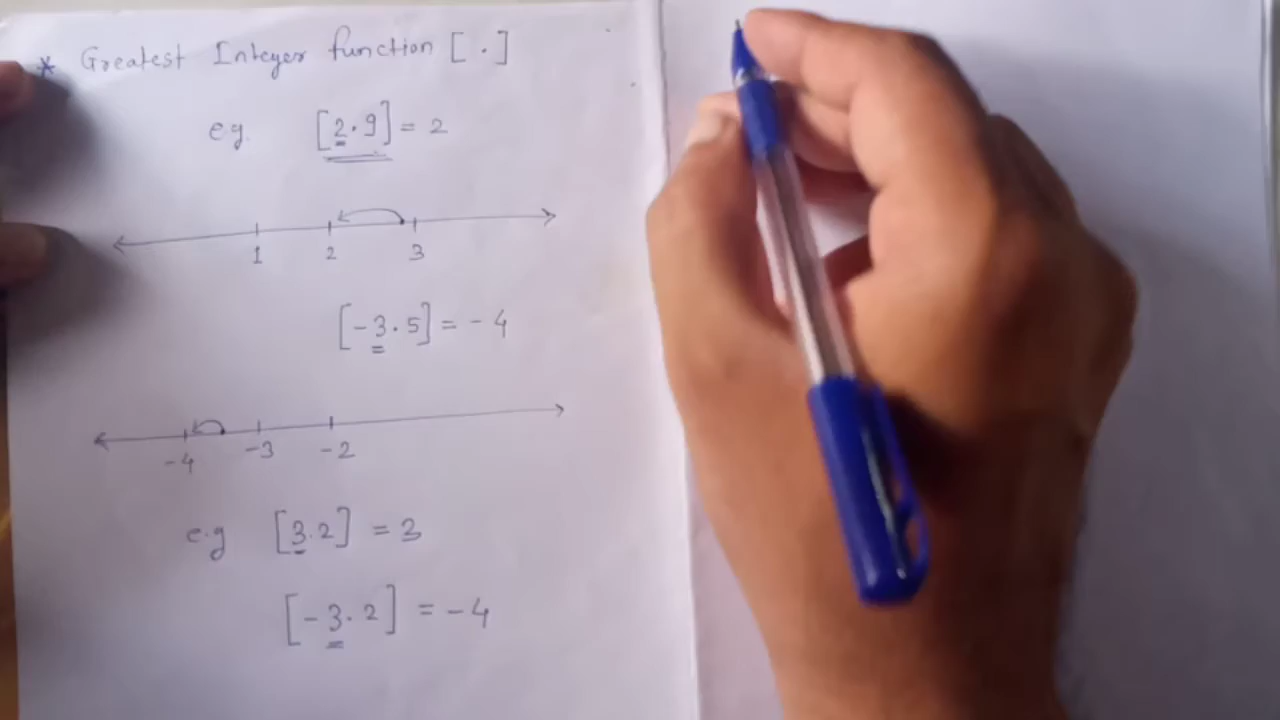 * Greatest Integer function [ . ]
e.g. [2.9] = 2
1 2 3
[-3.5] = -4
-4 -3 -2
e.g [3.2] = 3
[-3.2] = -4